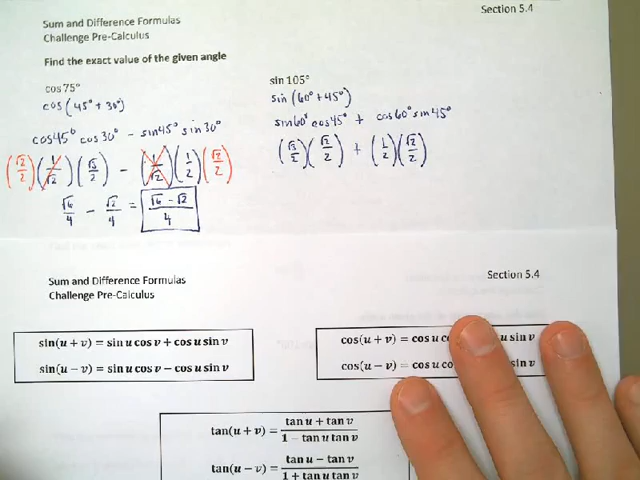 Sum and Difference Formulas
Section 5.4
Challenge Pre-Calculus
Find the exact value of the given angle
cos 75°
cos(45° + 30°)
cos45° cos30° − sin45° sin30°
(√2/2)(1/√2)(√3/2) − (1/√2)(1/2)(√2/2)
√6/4 − √2/4 = (√6 − √2)/4
sin 105°
sin(60° + 45°)
sin60° cos45° + cos60° sin45°
(√3/2)(√2/2) + (1/2)(√2/2)
Sum and Difference Formulas
Section 5.4
Challenge Pre-Calculus
sin(u + v) = sin u cos v + cos u sin v
sin(u − v) = sin u cos v − cos u sin v
cos(u + v) = cos u co u sin v
cos(u − v) = cos u co sin v
tan(u + v) = (tan u + tan v)/(1 − tan u tan v)
tan(u − v) = (tan u − tan v)/(1 + tan u tan v)